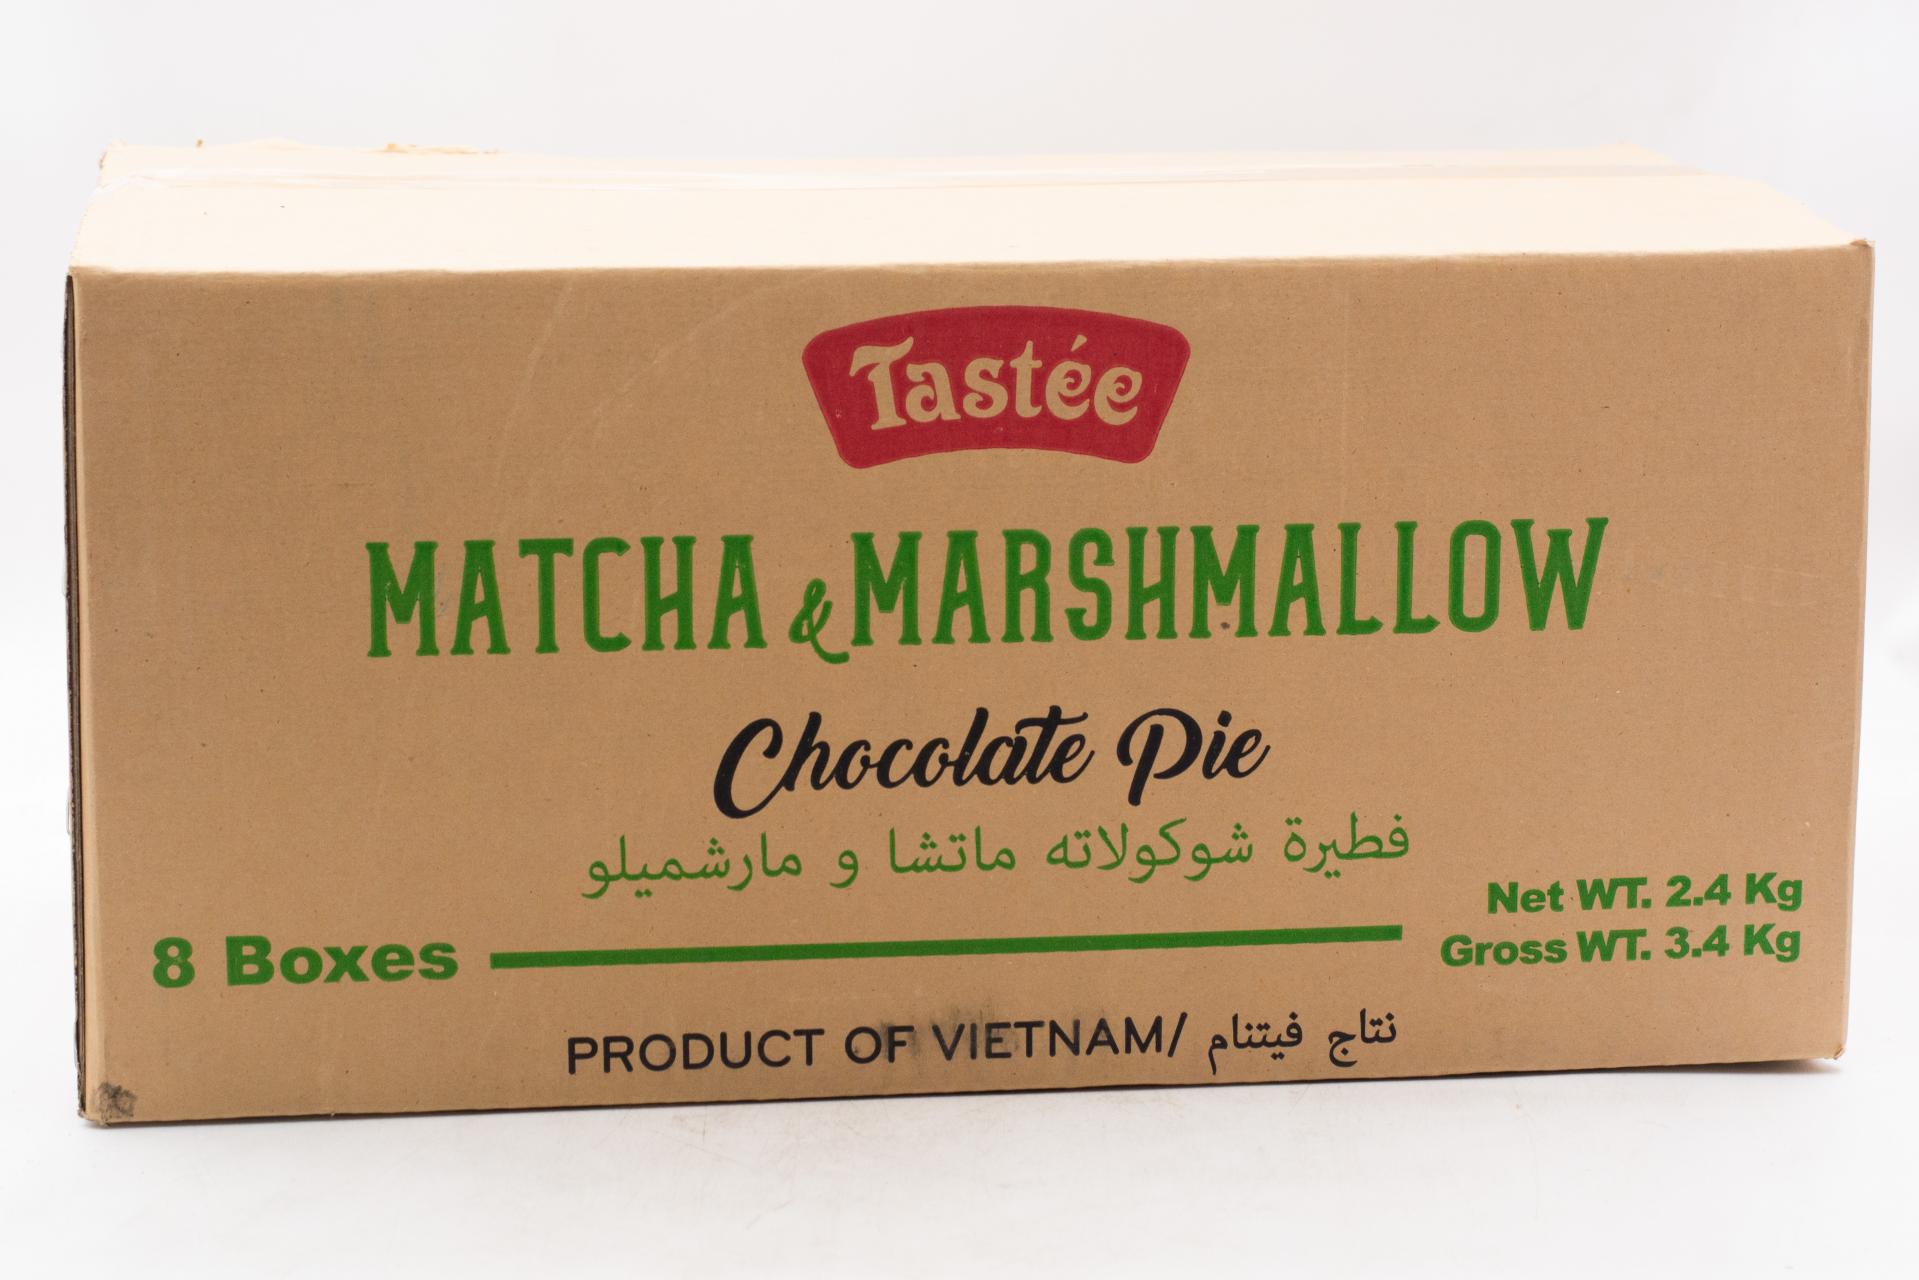 Tastée
MATCHA & MARSHMALLOW
Chocolate Pie
فطيرة شوكولاته ماتشا و مارشميلو
8 Boxes
Net WT. 2.4 Kg
Gross WT. 3.4 Kg
PRODUCT OF VIETNAM/ نتاج فيتنام